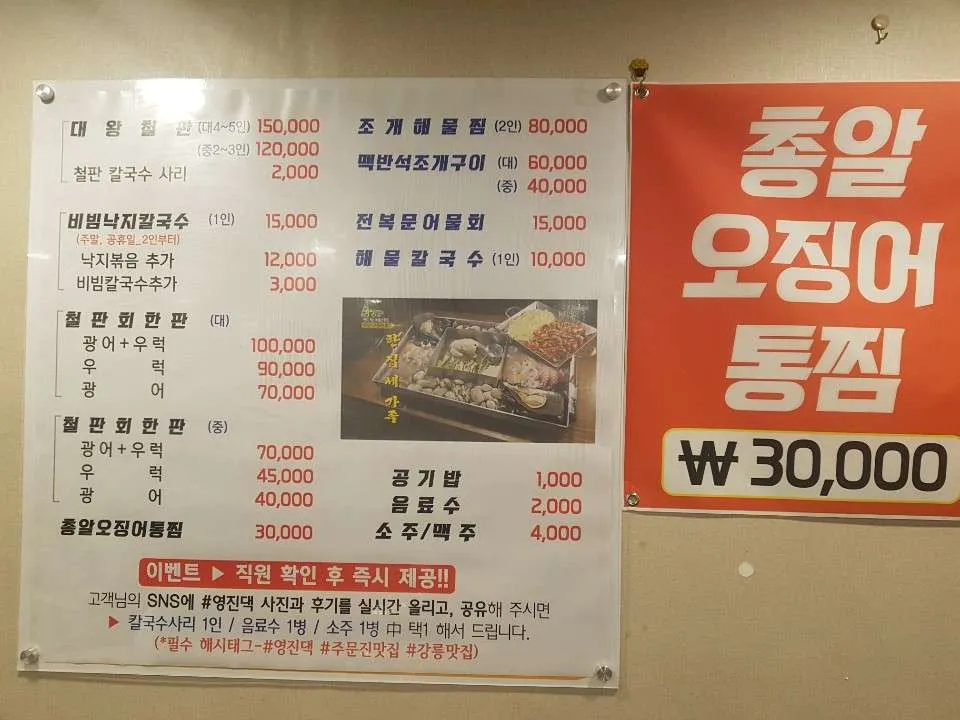 대왕철판 (대4~5인) 150,000
(중2~3인) 120,000
철판 칼국수 사리 2,000
비빔낙지칼국수 (1인) 15,000
(주말, 공휴일_2인부터)
낙지볶음 추가 12,000
비빔칼국수추가 3,000
철판회한판 (대)
광어+우럭 100,000
우럭 90,000
광어 70,000
철판회한판 (중)
광어+우럭 70,000
우럭 45,000
광어 40,000
총알오징어통찜 30,000
조개해물찜 (2인) 80,000
맥반석조개구이 (대) 60,000
(중) 40,000
전복문어물회 15,000
해물칼국수 (1인) 10,000
한집세가족
공기밥 1,000
음료수 2,000
소주/맥주 4,000
이벤트 ▶ 직원 확인 후 즉시 제공!!
고객님의 SNS에 #영진댁 사진과 후기를 실시간 올리고, 공유해 주시면
▶ 칼국수사리 1인 / 음료수 1병 / 소주 1병 中 택1 해서 드립니다.
(*필수 해시태그-#영진댁 #주문진맛집 #강릉맛집)
총알
오징어
통찜
₩ 30,000